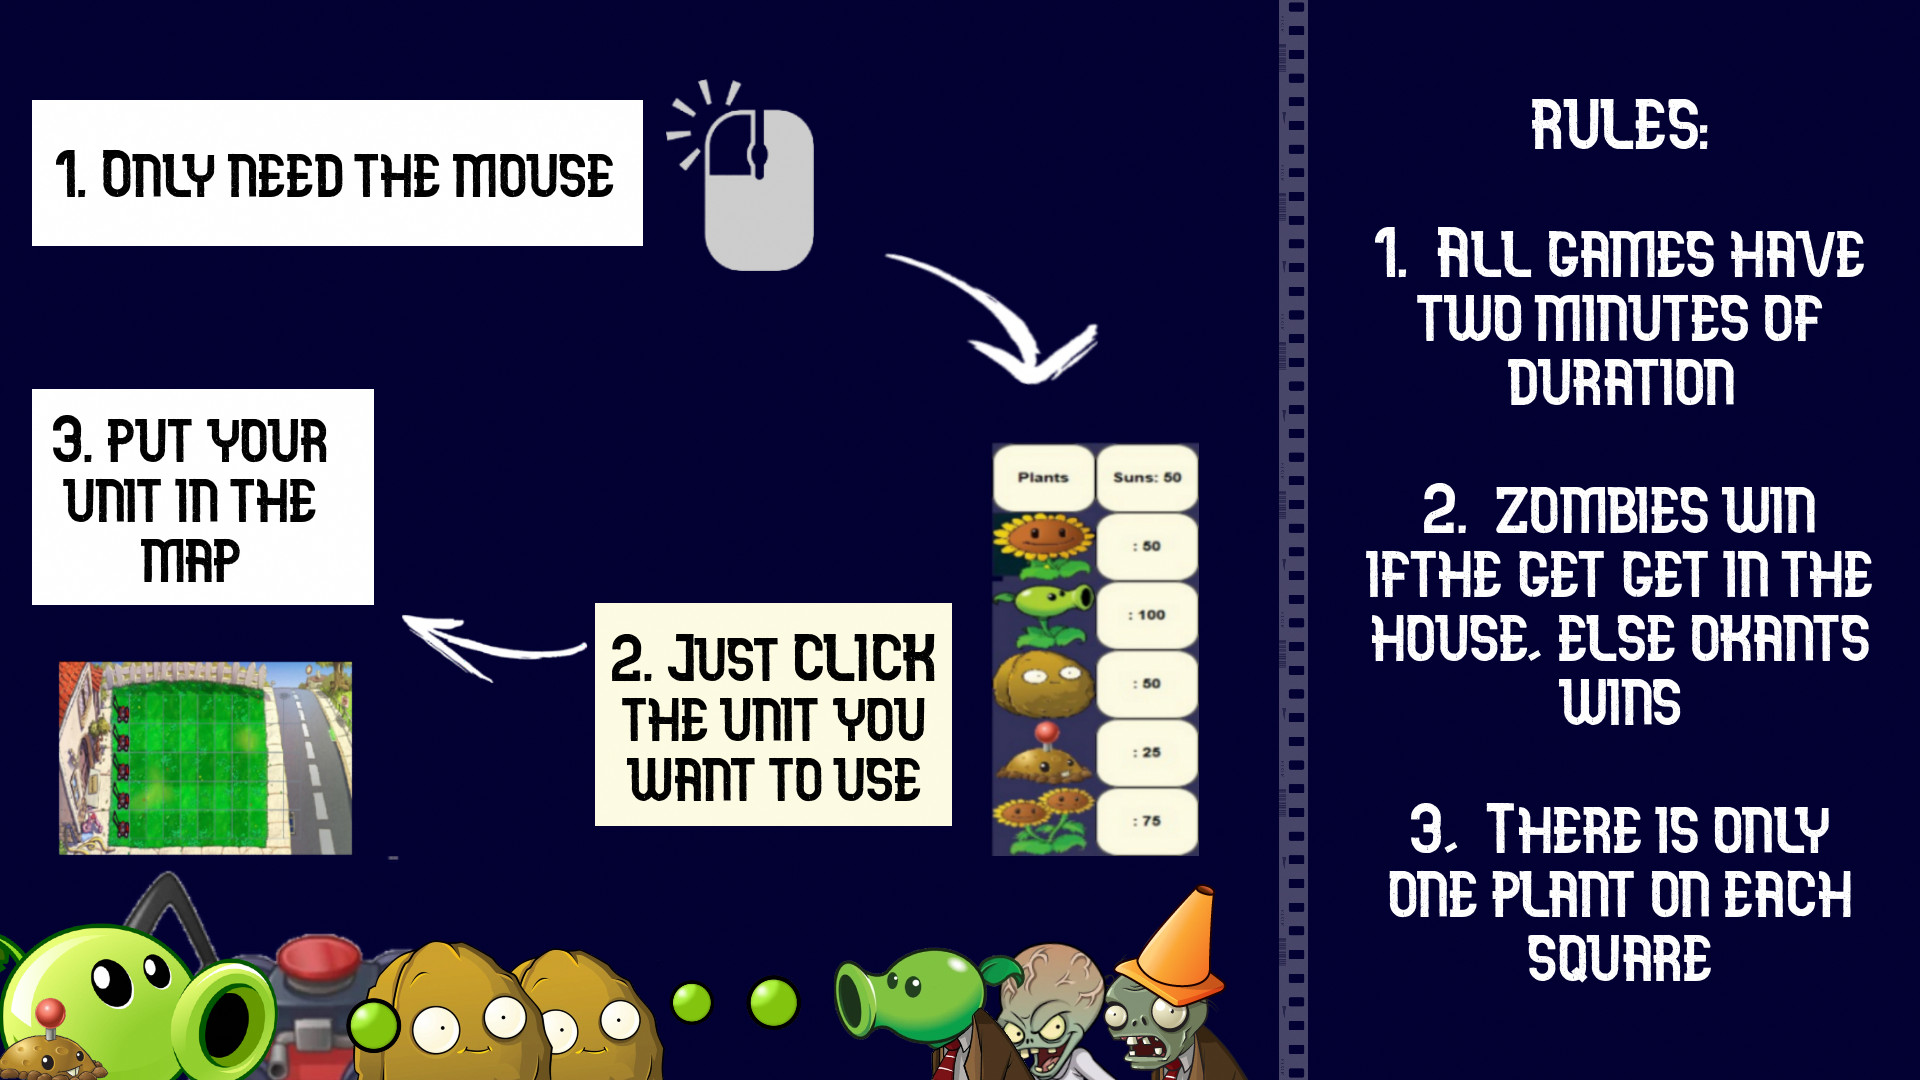 1. Only need the mouse
Plants
Suns: 50
: 50
: 100
: 50
: 25
: 75
2. Just CLICK
the unit you
want to use
3. put your
unit in the
map
RULES:
1. All games have
two minutes of
duration
2. zombies win
ifthe get get in the
house, else okants
wins
3, There is only
one plant on each
square